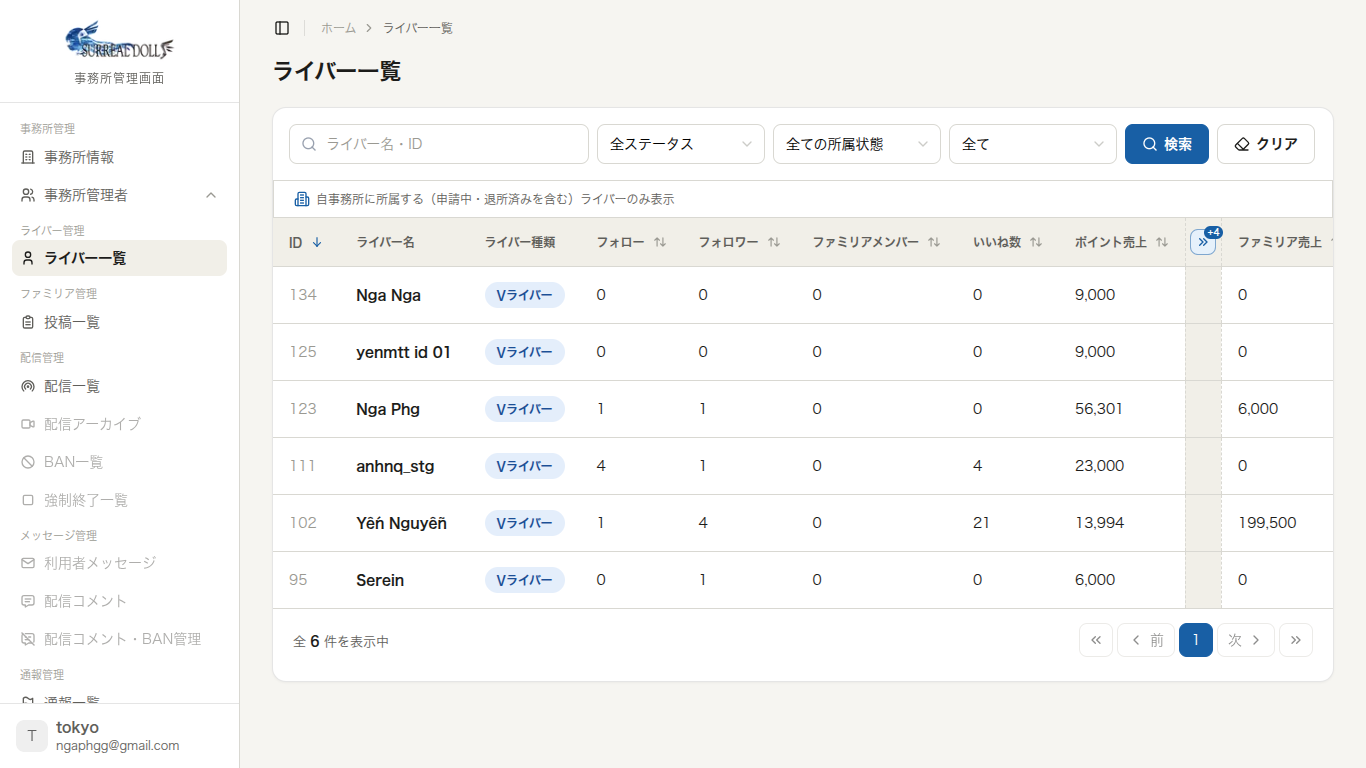 SURREAL DOLLS
事務所管理画面
事務所管理
事務所情報
事務所管理者
ライバー管理
ライバー一覧
ファミリア管理
投稿一覧
配信管理
配信一覧
配信アーカイブ
BAN一覧
強制終了一覧
メッセージ管理
利用者メッセージ
配信コメント
配信コメント・BAN管理
通報管理
通報一覧
T
tokyo
ngaphgg@gmail.com
ホーム > ライバー一覧
ライバー一覧
ライバー名・ID 全ステータス 全ての所属状態 全て 検索 クリア
自事務所に所属する（申請中・退所済みを含む）ライバーのみ表示
ID ライバー名 ライバー種類 フォロー フォロワー ファミリアメンバー いいね数 ポイント売上 +4 ファミリア売上
134 Nga Nga Vライバー 0 0 0 0 9,000 0
125 yenmtt id 01 Vライバー 0 0 0 0 9,000 0
123 Nga Phg Vライバー 1 1 0 0 56,301 6,000
111 anhnq_stg Vライバー 4 1 0 4 23,000 0
102 Yến Nguyễn Vライバー 1 4 0 21 13,994 199,500
95 Serein Vライバー 0 1 0 0 6,000 0
全 6 件を表示中
« < 前 1 次 > »